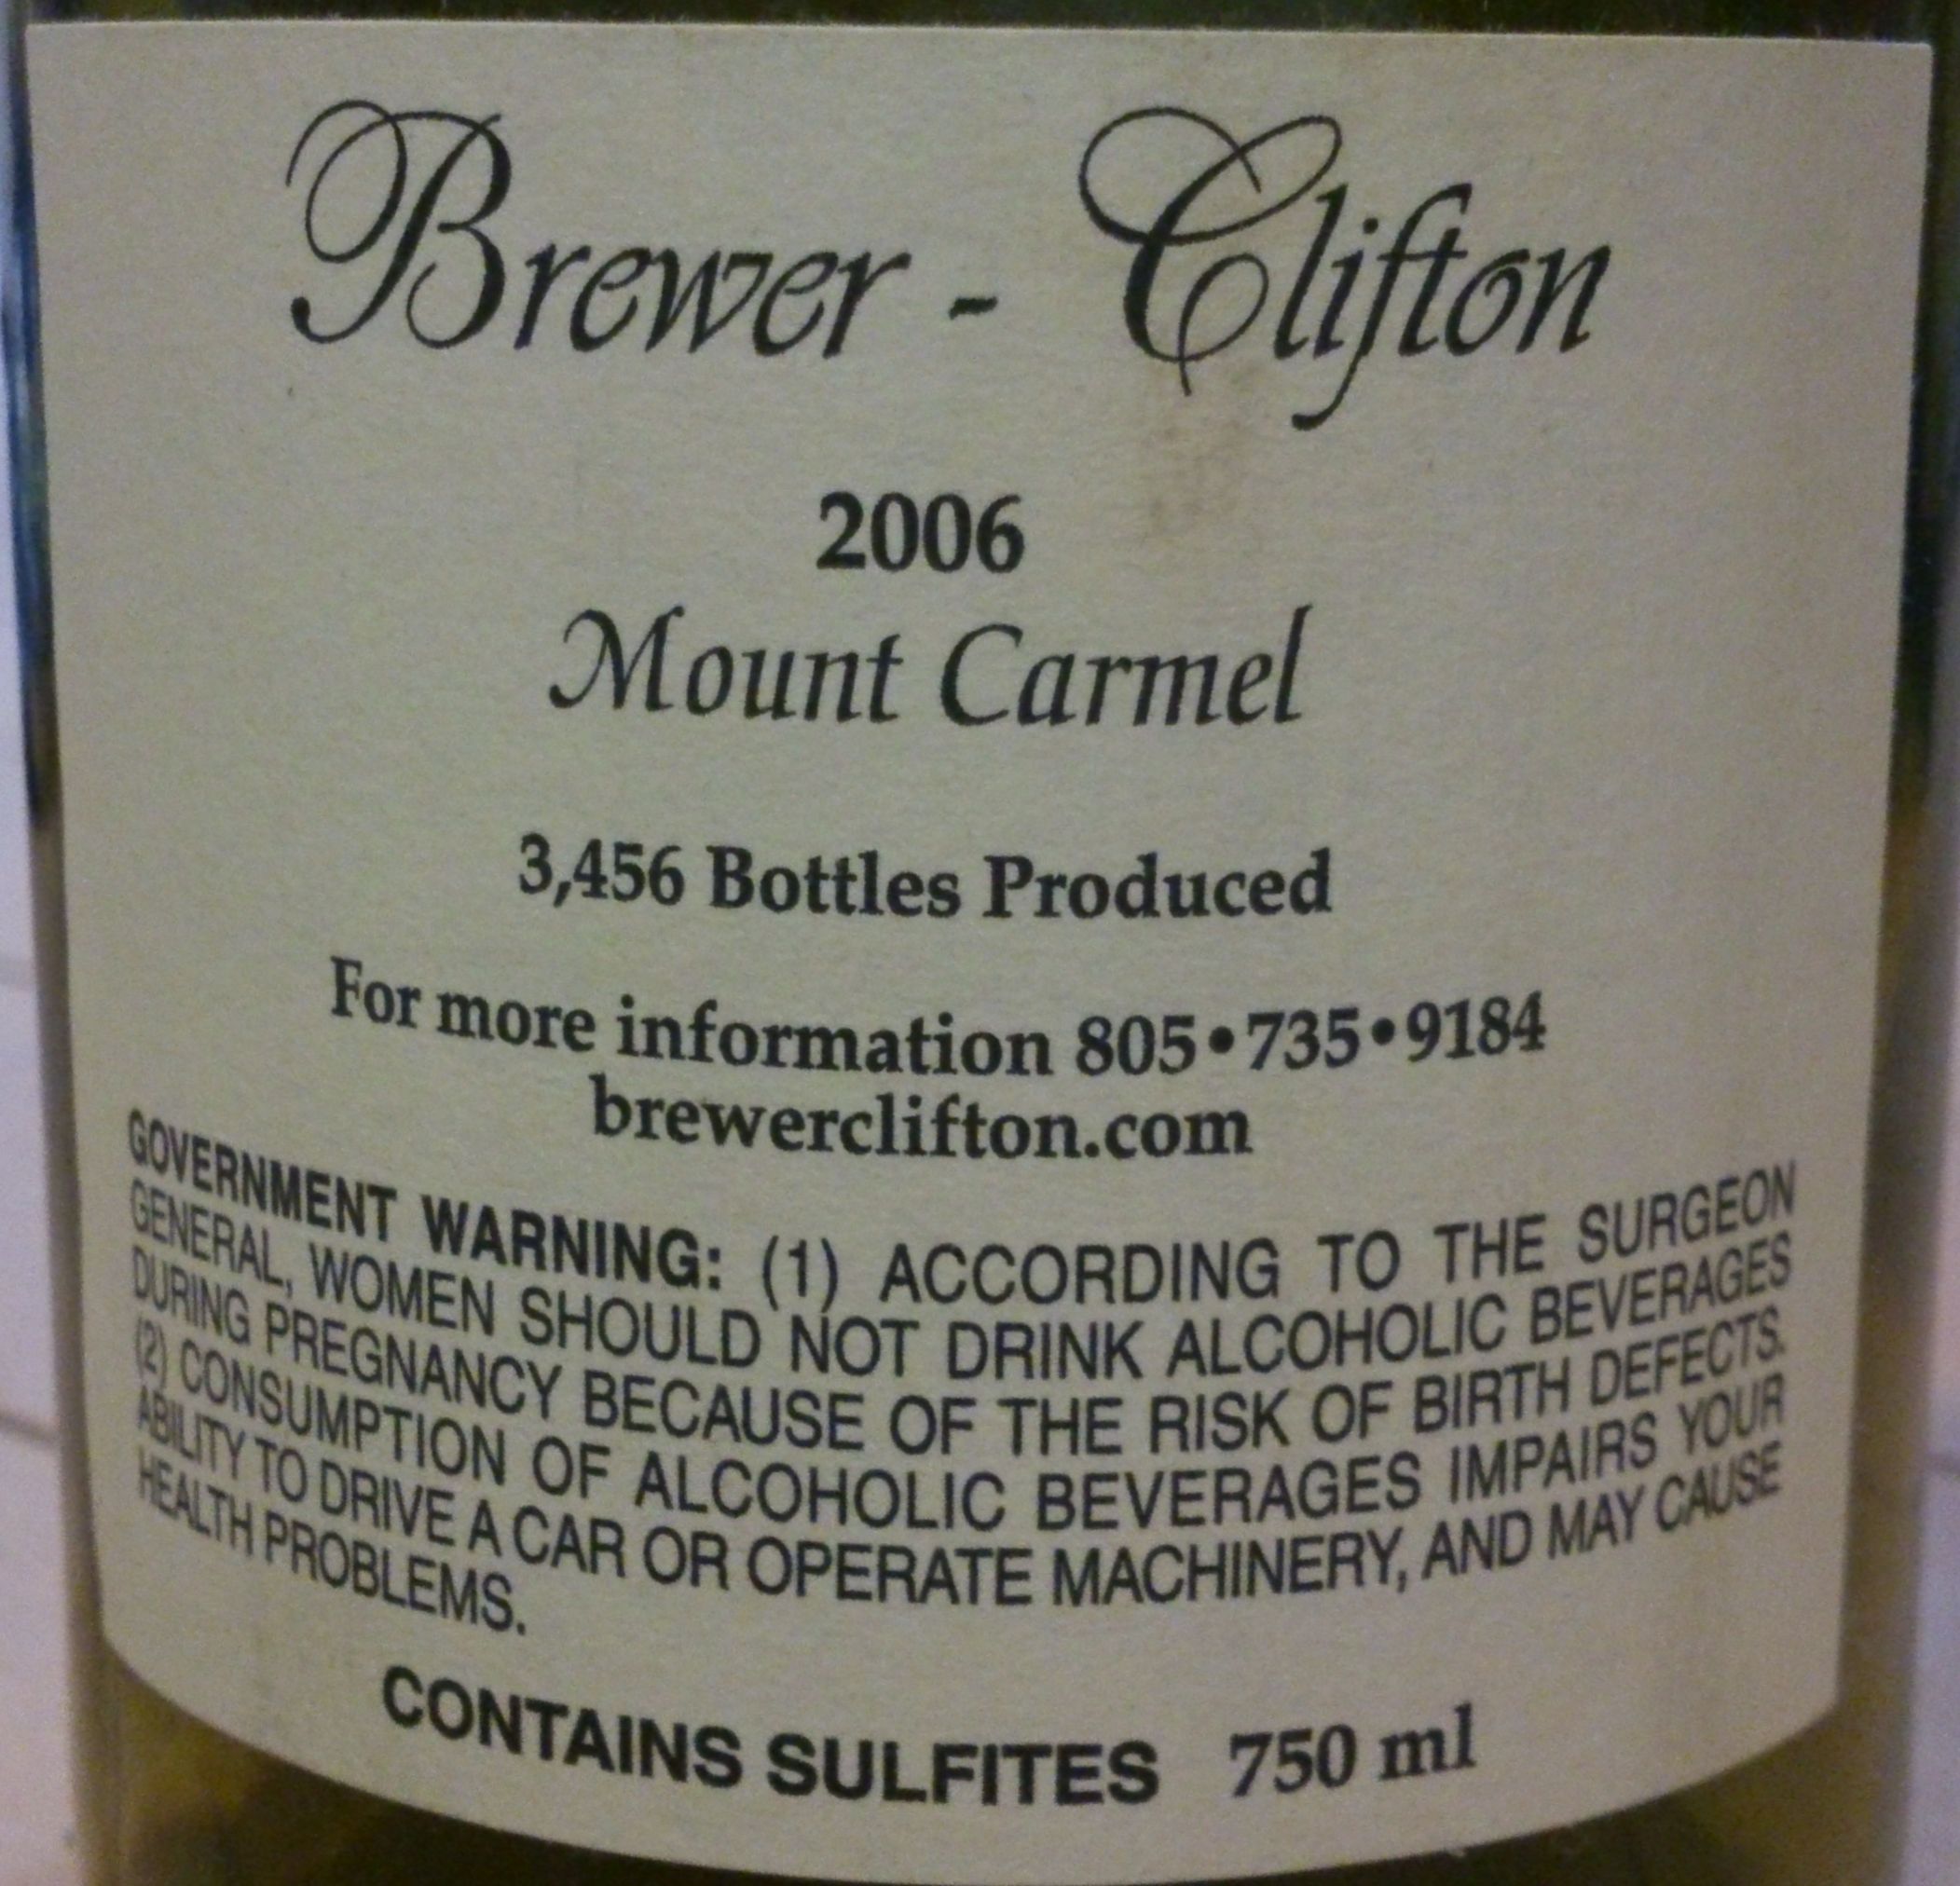 Brewer - Clifton
2006
Mount Carmel
3,456 Bottles Produced
For more information 805•735•9184
brewerclifton.com
GOVERNMENT WARNING: (1) ACCORDING TO THE SURGEON
GENERAL, WOMEN SHOULD NOT DRINK ALCOHOLIC BEVERAGES
DURING PREGNANCY BECAUSE OF THE RISK OF BIRTH DEFECTS.
(2) CONSUMPTION OF ALCOHOLIC BEVERAGES IMPAIRS YOUR
ABILITY TO DRIVE A CAR OR OPERATE MACHINERY, AND MAY CAUSE
HEALTH PROBLEMS.
CONTAINS SULFITES 750 ml